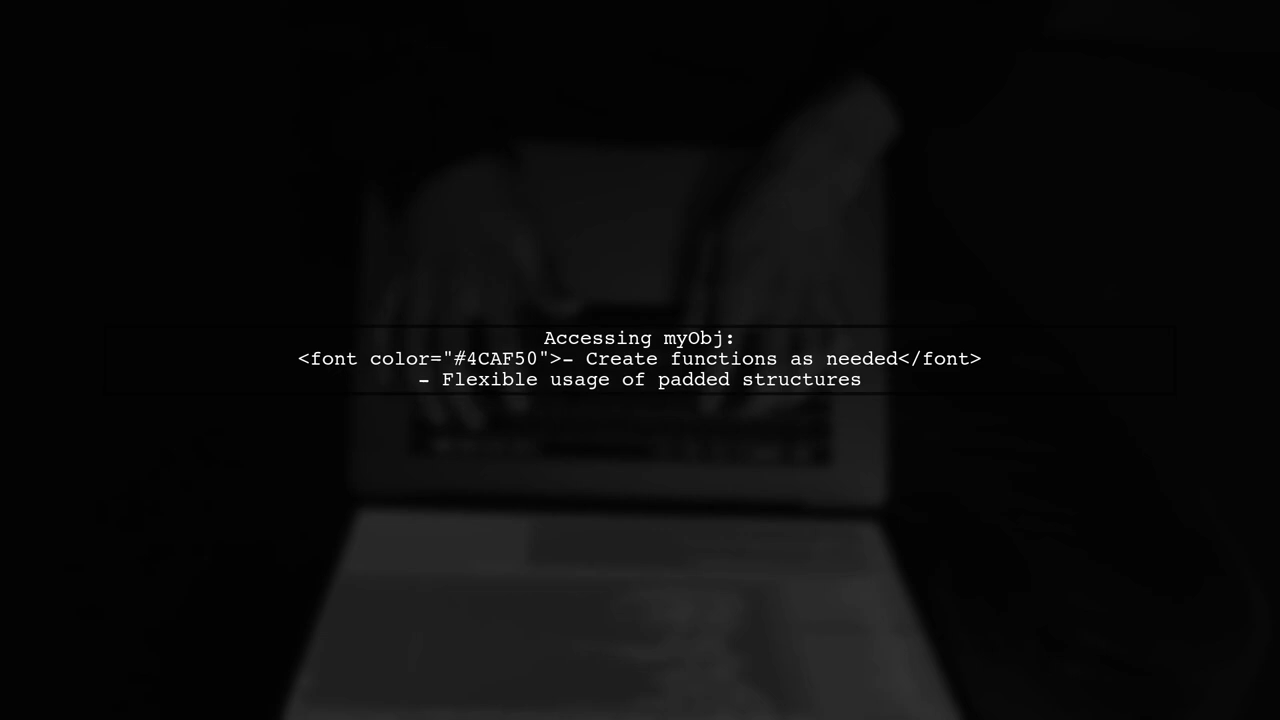 Accessing myObj:
<font color="#4CAF50">– Create functions as needed</font>
– Flexible usage of padded structures